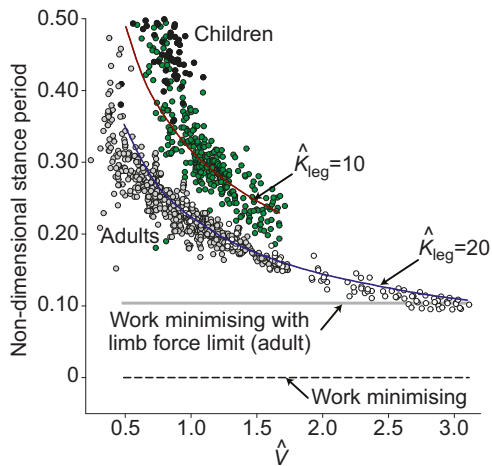 0.50
Children
0.40
Non-dimensional stance period
0.30
K̂leg=10
0.20
Adults
K̂leg=20
0.10
Work minimising with
limb force limit (adult)
0
Work minimising
0.5 1.0 1.5 2.0 2.5 3.0
V̂